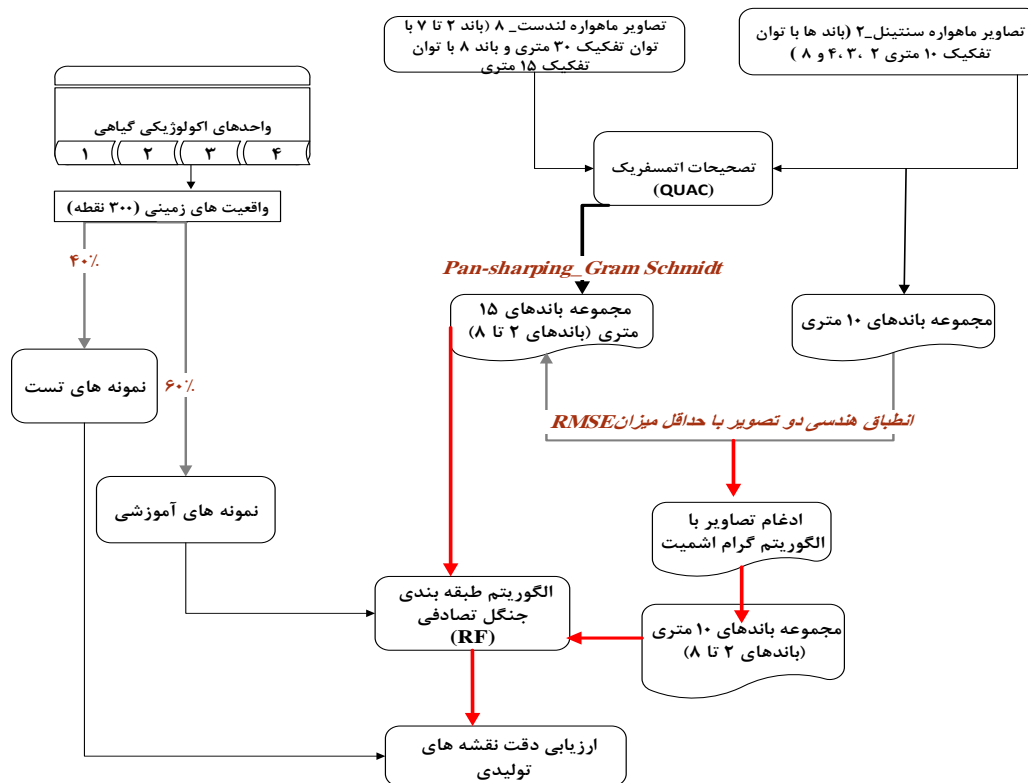 تصاویر ماهواره سنتینل_۲ (باند ها با توان
تفکیک ۱۰ متری ۲ ،۳ ،۴ و ۸ )
تصاویر ماهواره لندست_ ۸ (باند ۲ تا ۷ با
توان تفکیک ۳۰ متری و باند ۸ با توان
تفکیک ۱۵ متری
واحدهای اکولوژیکی گیاهی
۱ ۲ ۳ ۴
تصحیحات اتمسفریک
(QUAC)
واقعیت های زمینی (۳۰۰ نقطه)
۴۰٪
Pan-sharping_Gram Schmidt
مجموعه باندهای ۱۵
متری (باندهای ۲ تا ۸)
مجموعه باندهای ۱۰ متری
نمونه های تست
۶۰٪
انطباق هندسی دو تصویر با حداقل میزانRMSE
نمونه های آموزشی
ادغام تصاویر با
الگوریتم گرام اشمیت
الگوریتم طبقه بندی
جنگل تصادفی
(RF)
مجموعه باندهای ۱۰ متری
(باندهای ۲ تا ۸)
ارزیابی دقت نقشه های
تولیدی